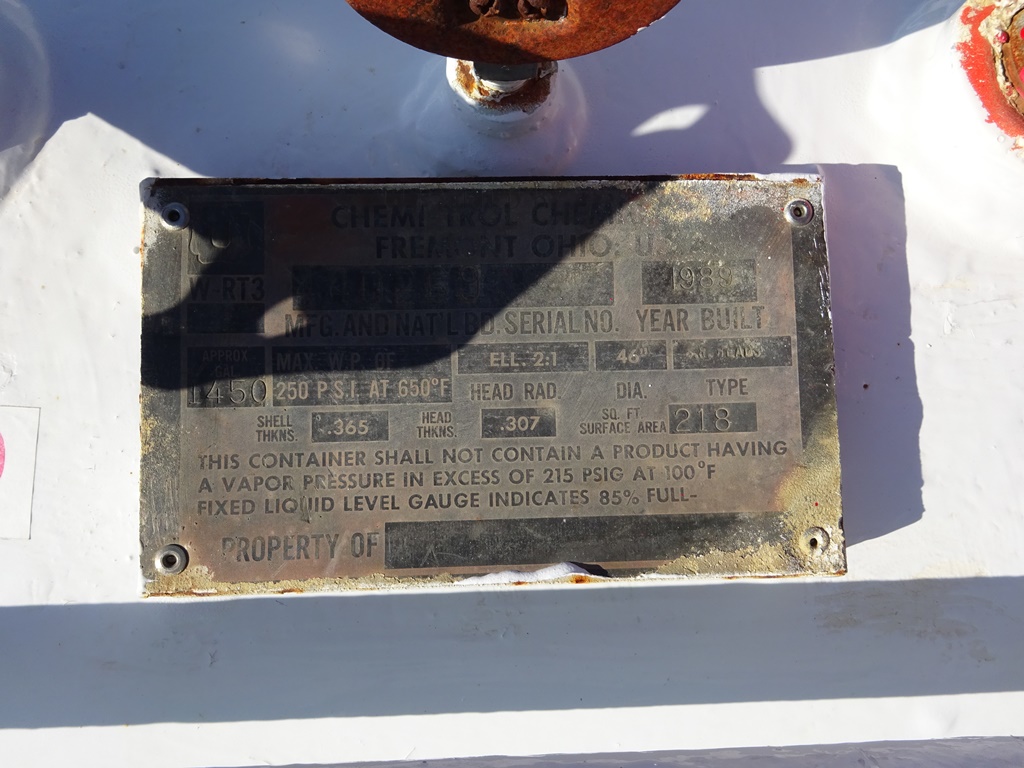 CHEMI TROL
FREMONT OHIO, U.S.
W-RT3
MFG. AND NAT'L BD. SERIAL NO. YEAR BUILT
APPROX GAL 1450
MAX. W.P. OF
250 P.S.I. AT 650°F
ELL. 2:1
HEAD RAD.
46"
DIA.
TYPE
SHELL THKNS. .365
HEAD THKNS. .307
SQ. FT. SURFACE AREA 218
THIS CONTAINER SHALL NOT CONTAIN A PRODUCT HAVING
A VAPOR PRESSURE IN EXCESS OF 215 PSIG AT 100°F
FIXED LIQUID LEVEL GAUGE INDICATES 85% FULL-
PROPERTY OF